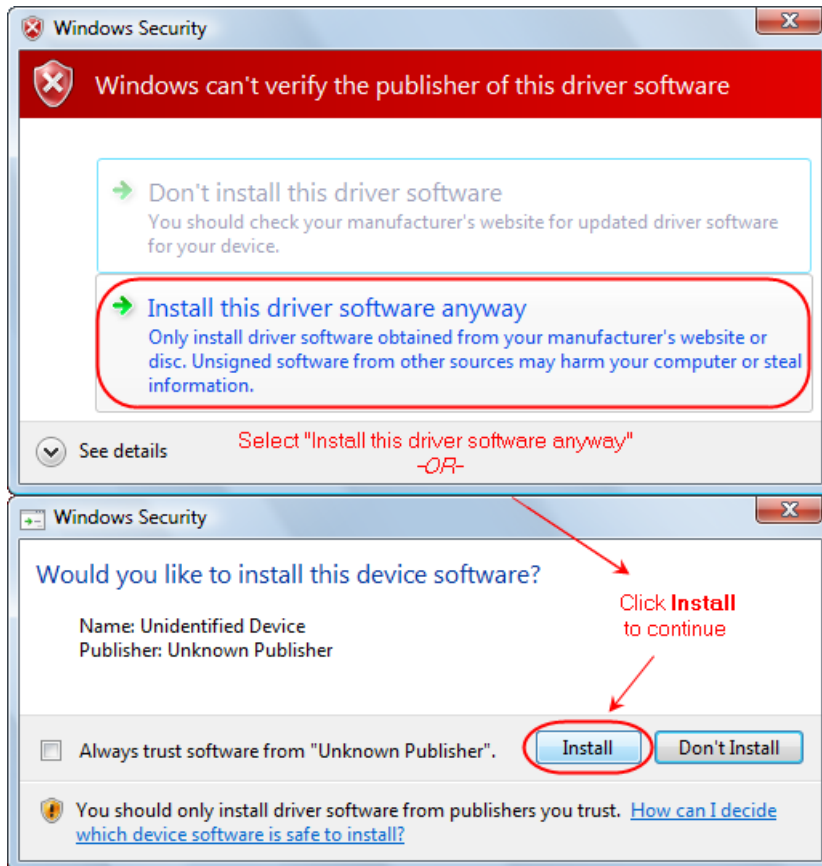 Windows Security
Windows can't verify the publisher of this driver software
Don't install this driver software
You should check your manufacturer's website for updated driver software
for your device.
Install this driver software anyway
Only install driver software obtained from your manufacturer's website or
disc. Unsigned software from other sources may harm your computer or steal
information.
See details
Select "Install this driver software anyway"
-OR-
Windows Security
Would you like to install this device software?
Name: Unidentified Device
Publisher: Unknown Publisher
Click Install
to continue
Always trust software from "Unknown Publisher".
Install
Don't Install
You should only install driver software from publishers you trust. How can I decide
which device software is safe to install?